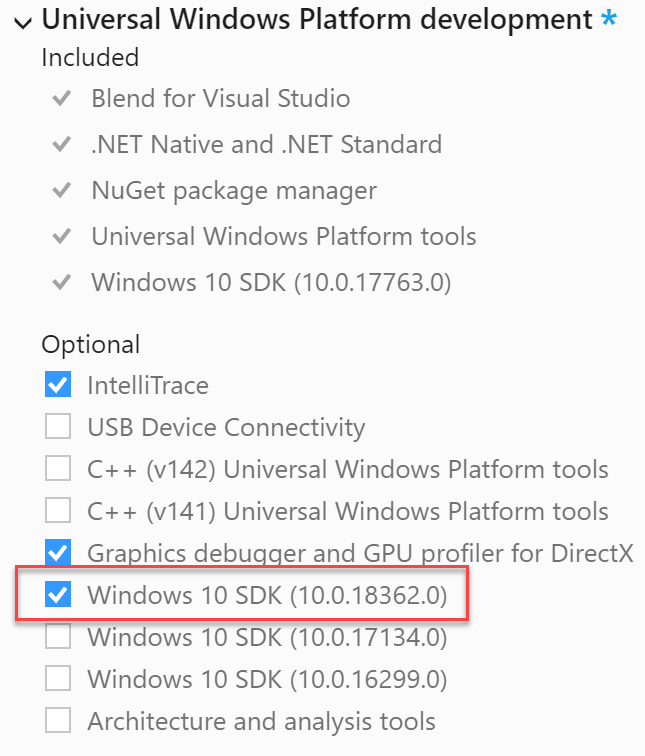 Universal Windows Platform development *
Included
Blend for Visual Studio
.NET Native and .NET Standard
NuGet package manager
Universal Windows Platform tools
Windows 10 SDK (10.0.17763.0)
Optional
IntelliTrace
USB Device Connectivity
C++ (v142) Universal Windows Platform tools
C++ (v141) Universal Windows Platform tools
Graphics debugger and GPU profiler for DirectX
Windows 10 SDK (10.0.18362.0)
Windows 10 SDK (10.0.17134.0)
Windows 10 SDK (10.0.16299.0)
Architecture and analysis tools